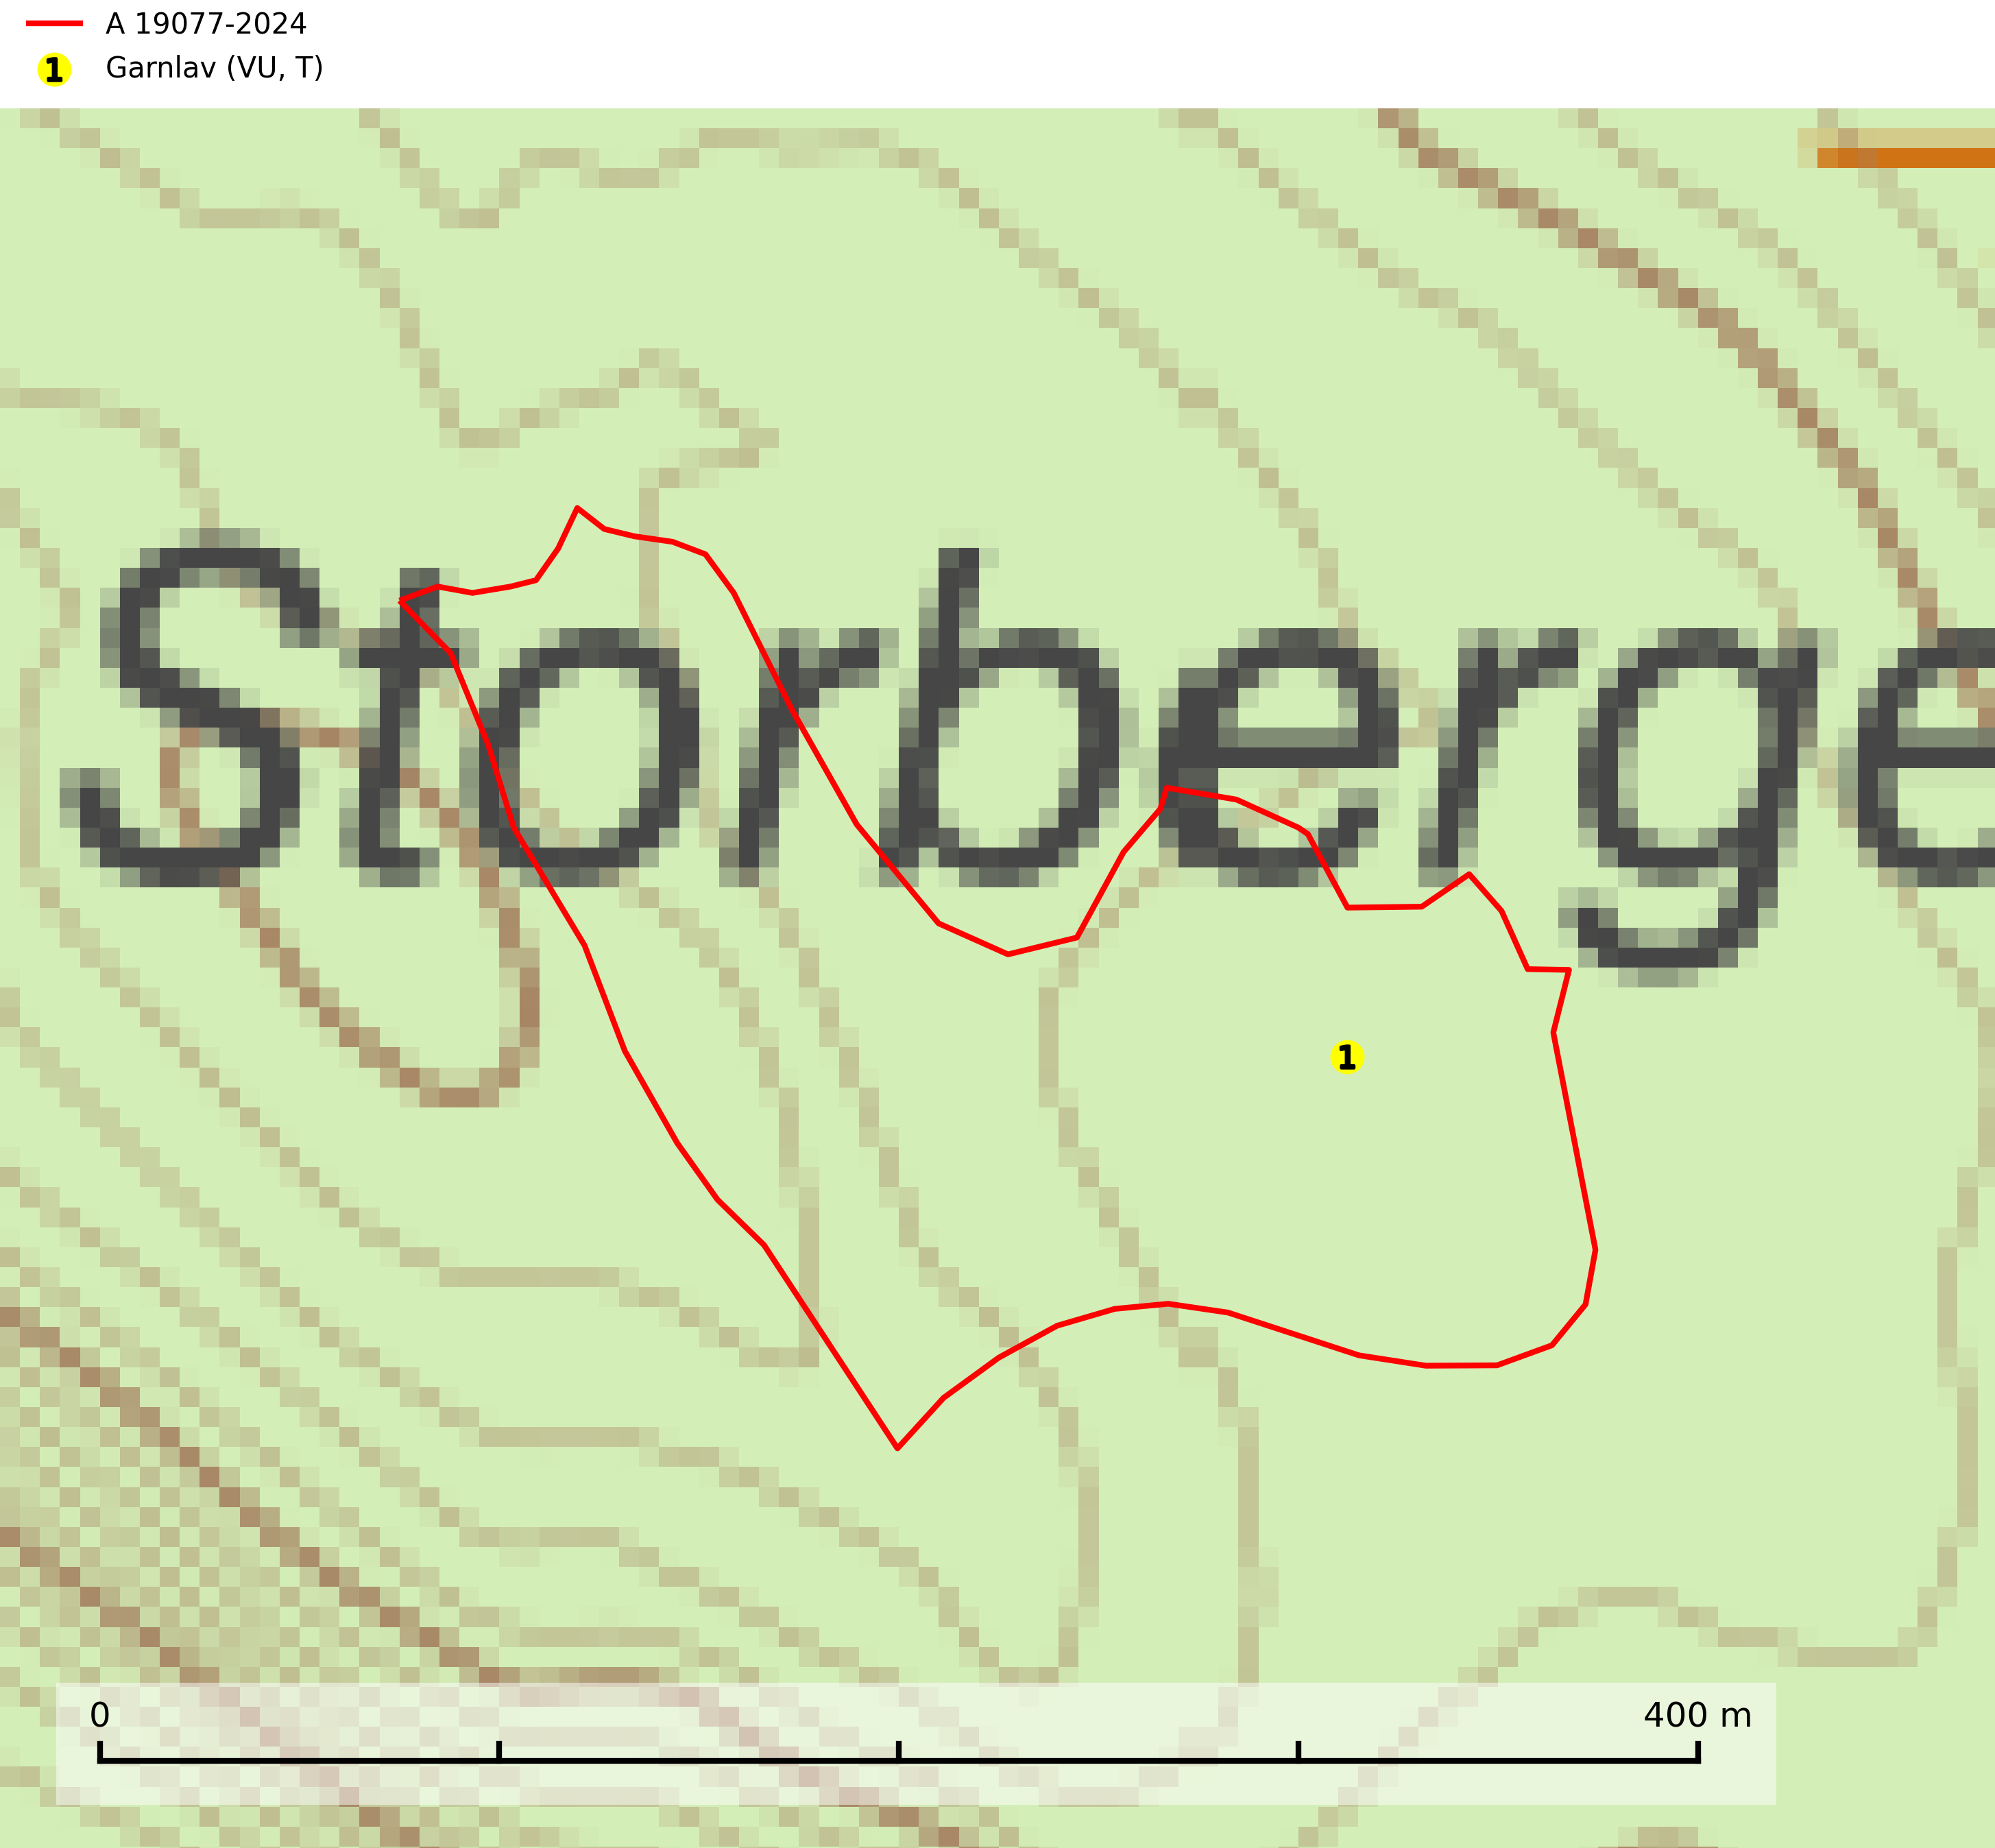 A 19077-2024
1 Garnlav (VU, T)
Storberge
1
0 400 m